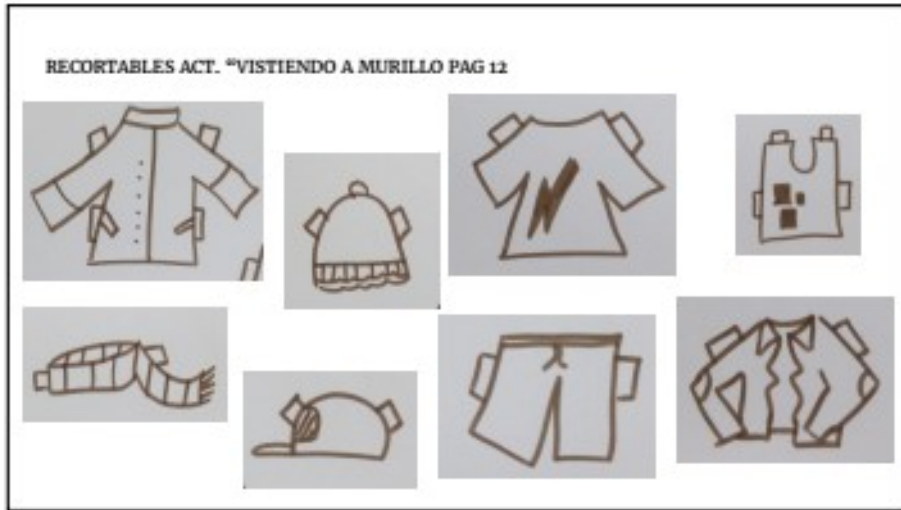 RECORTABLES ACT. “VISTIENDO A MURILLO PAG 12